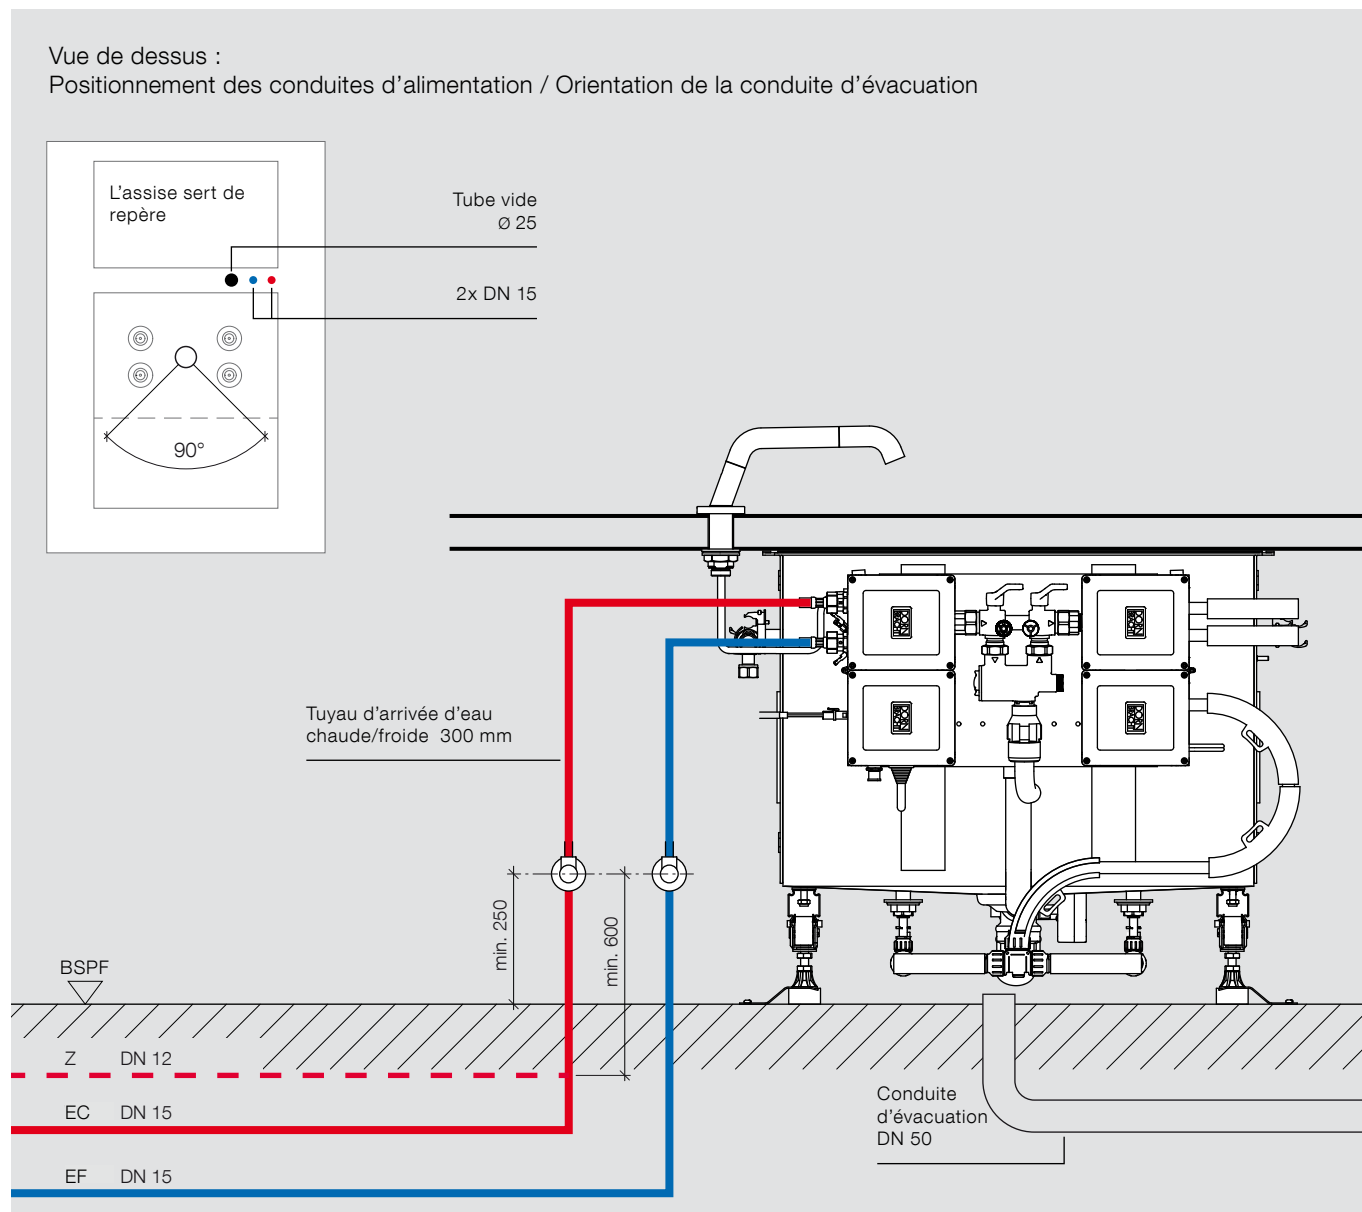 Vue de dessus :
Positionnement des conduites d’alimentation / Orientation de la conduite d’évacuation
L’assise sert de
repère
Tube vide
Ø 25
2x DN 15
90°
Tuyau d’arrivée d’eau
chaude/froide 300 mm
min. 250
min. 600
BSPF
Z DN 12
EC DN 15
EF DN 15
Conduite
d’évacuation
DN 50